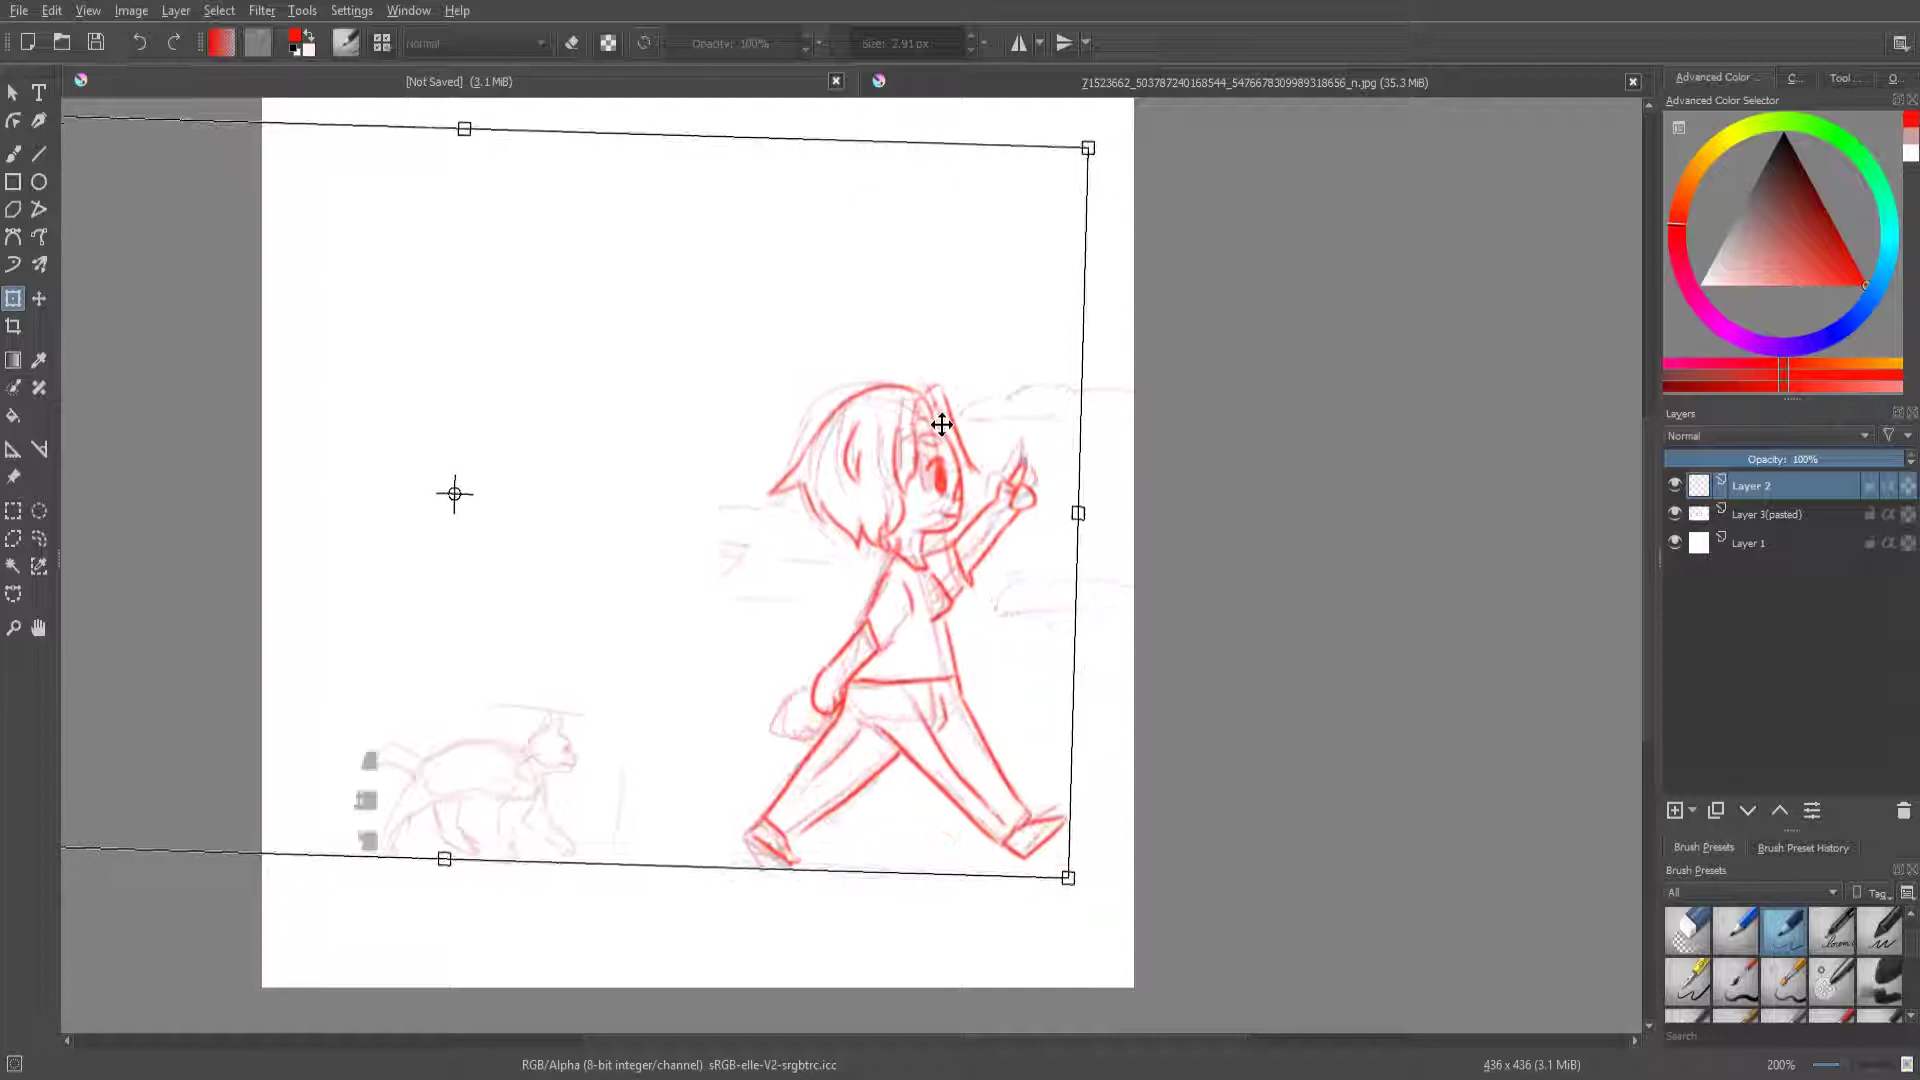 File Edit View Image Layer Select Filter Tools Settings Window Help
Normal Opacity: 100% Size: 2.91 px
[Not Saved] (3.1 MiB) 71523662_503787240168544_5476678309989318656_n.jpg (35.3 MiB)
Advanced Color ... C... Tool ... O...
Advanced Color Selector
Layers
Normal
Opacity: 100%
Layer 2
Layer 3(pasted)
Layer 1
Brush Presets Brush Preset History
Brush Presets
All Tag
Search
RGB/Alpha (8-bit integer/channel) sRGB-elle-V2-srgbtrc.icc 436 x 436 (3.1 MiB) 200%